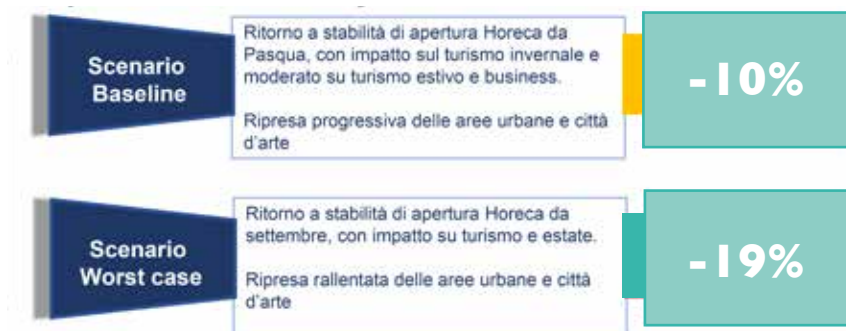 Scenario
Baseline
Ritorno a stabilità di apertura Horeca da
Pasqua, con impatto sul turismo invernale e
moderato su turismo estivo e business.
Ripresa progressiva delle aree urbane e città
d'arte
-10%
Scenario
Worst case
Ritorno a stabilità di apertura Horeca da
settembre, con impatto su turismo e estate.
Ripresa rallentata delle aree urbane e città
d'arte
-19%